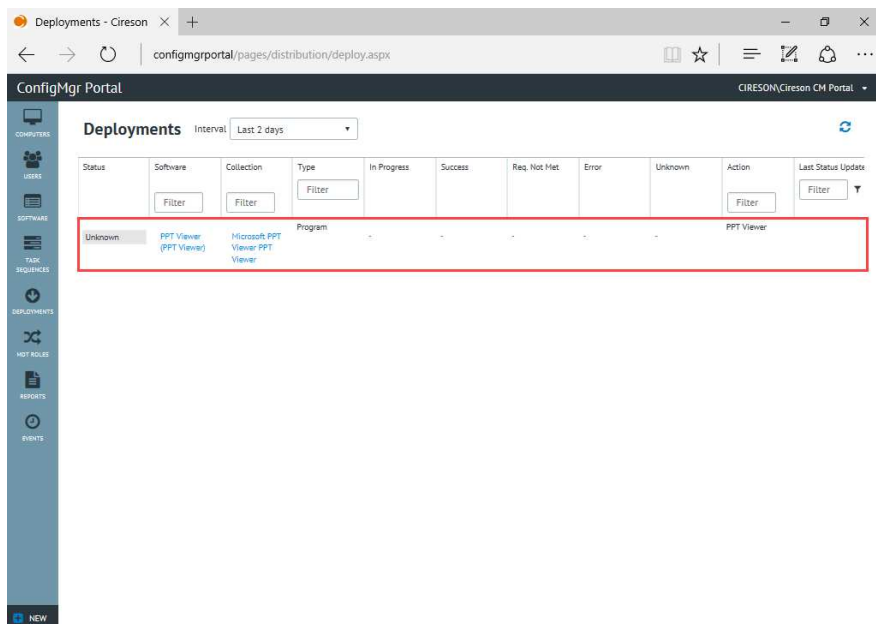 Deployments - Cireson
configmgrportal/pages/distribution/deploy.aspx
ConfigMgr Portal
CIRESON\Cireson CM Portal
COMPUTERS
USERS
SOFTWARE
TASK
SEQUENCES
DEPLOYMENTS
MGT ROLES
REPORTS
EVENTS
NEW
Deployments Interval Last 2 days
Status Software Collection Type In Progress Success Req. Not Met Error Unknown Action Last Status Update
Filter Filter Filter Filter Filter
Unknown PPT Viewer (PPT Viewer) Microsoft PPT Viewer PPT Viewer Program - - - - - PPT Viewer